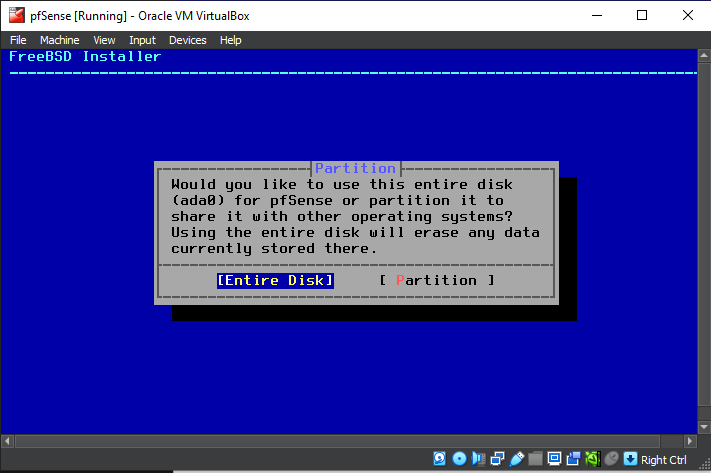 pfSense [Running] - Oracle VM VirtualBox
File Machine View Input Devices Help
FreeBSD Installer
Partition
Would you like to use this entire disk
(ada0) for pfSense or partition it to
share it with other operating systems?
Using the entire disk will erase any data
currently stored there.
[Entire Disk] [ Partition ]
Right Ctrl